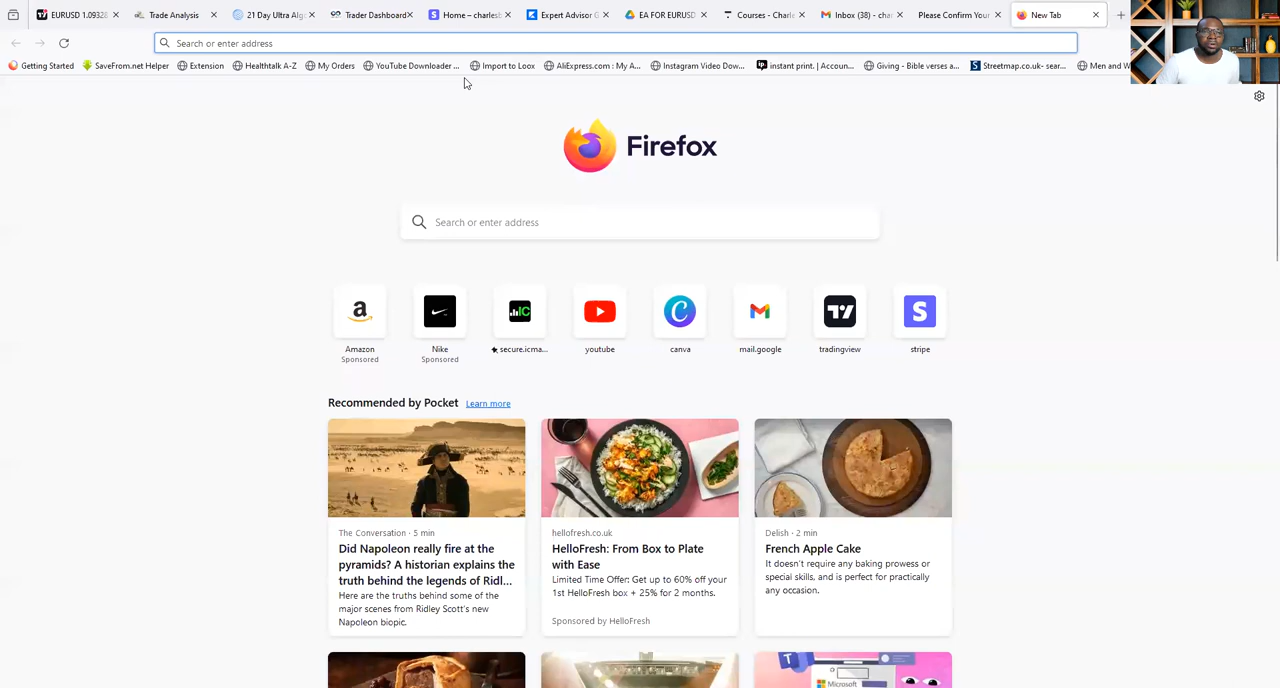 EURUSD 1.0932
Trade Analysis
21 Day Ultra Algo
Trader Dashboard
Home – charlesb
Expert Advisor G
EA FOR EURUSD
Courses - Charle
Inbox (38) - cha
Please Confirm Your
New Tab
Search or enter address
Getting Started
SaveFrom.net Helper
Extension
Healthtalk A-Z
My Orders
YouTube Downloader ...
Import to Loox
AliExpress.com : My A...
Instagram Video Dow...
instant print. | Accoun...
Giving - Bible verses a...
Streetmap.co.uk- sear...
Men and W
Firefox
Search or enter address
a
IC
C
S
Amazon
Sponsored
Nike
Sponsored
secure.icma...
youtube
canva
mail.google
tradingview
stripe
Recommended by Pocket Learn more
The Conversation · 5 min
Did Napoleon really fire at the
pyramids? A historian explains the
truth behind the legends of Ridl...
Here are the truths behind some of the
major scenes from Ridley Scott's new
Napoleon biopic.
hellofresh.co.uk
HelloFresh: From Box to Plate
with Ease
Limited Time Offer: Get up to 60% off your
1st HelloFresh box + 25% for 2 months.
Sponsored by HelloFresh
Delish · 2 min
French Apple Cake
It doesn't require any baking prowess or
special skills, and is perfect for practically
any occasion.
Microsoft